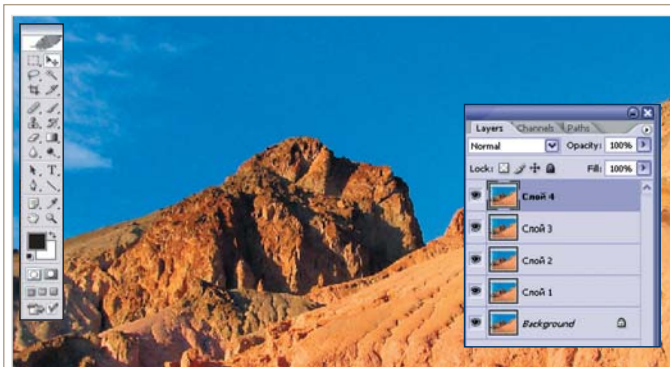 Layers Channels Paths
Normal Opacity: 100%
Lock: Fill: 100%
Слой 4
Слой 3
Слой 2
Слой 1
Background